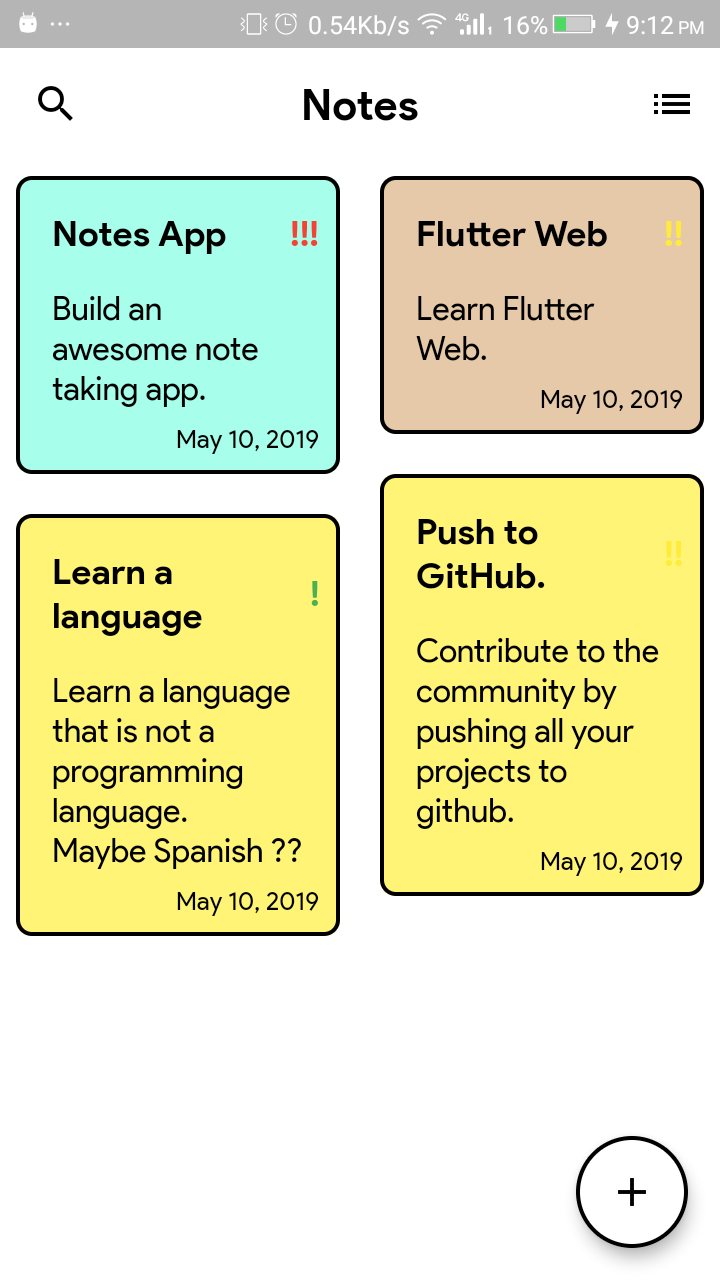 0.54Kb/s 4G 16% 9:12 PM
Notes
Notes App !!!
Build an
awesome note
taking app.
May 10, 2019
Flutter Web !!
Learn Flutter
Web.
May 10, 2019
Learn a
language !
Learn a language
that is not a
programming
language.
Maybe Spanish ??
May 10, 2019
Push to
GitHub. !!
Contribute to the
community by
pushing all your
projects to
github.
May 10, 2019